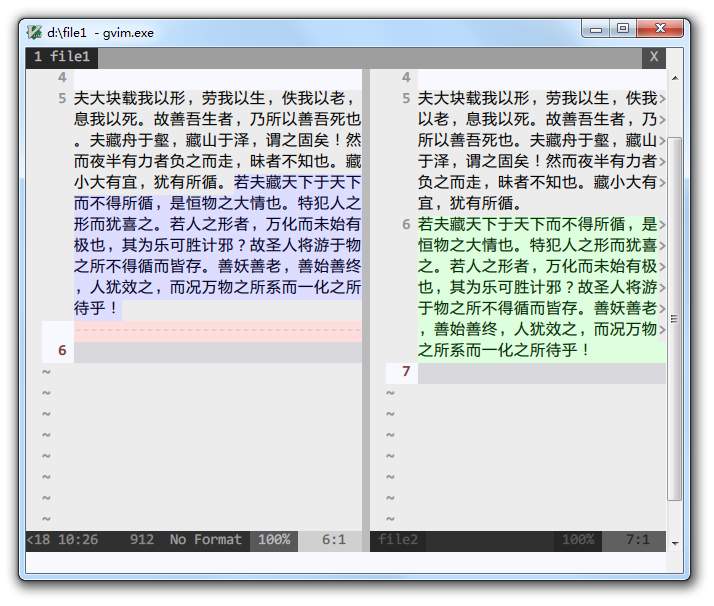 d:\file1 - gvim.exe
1 file1
X
4
5 夫大块载我以形，劳我以生，佚我以老，
息我以死。故善吾生者，乃所以善吾死也
。夫藏舟于壑，藏山于泽，谓之固矣！然
而夜半有力者负之而走，昧者不知也。藏
小大有宜，犹有所循。若夫藏天下于天下
而不得所循，是恒物之大情也。特犯人之
形而犹喜之。若人之形者，万化而未始有
极也，其为乐可胜计邪？故圣人将游于物
之所不得循而皆存。善妖善老，善始善终
，人犹效之，而况万物之所系而一化之所
待乎！
6
~
~
~
~
~
~
~
~
<18 10:26 912 No Format 100% 6:1
4
5 夫大块载我以形，劳我以生，佚我>
以老，息我以死。故善吾生者，乃>
所以善吾死也。夫藏舟于壑，藏山>
于泽，谓之固矣！然而夜半有力者>
负之而走，昧者不知也。藏小大有>
宜，犹有所循。
6 若夫藏天下于天下而不得所循，是>
恒物之大情也。特犯人之形而犹喜>
之。若人之形者，万化而未始有极>
也，其为乐可胜计邪？故圣人将游>
于物之所不得循而皆存。善妖善老>
，善始善终，人犹效之，而况万物>
之所系而一化之所待乎！
7
~
~
~
~
~
~
~
file2 100% 7:1